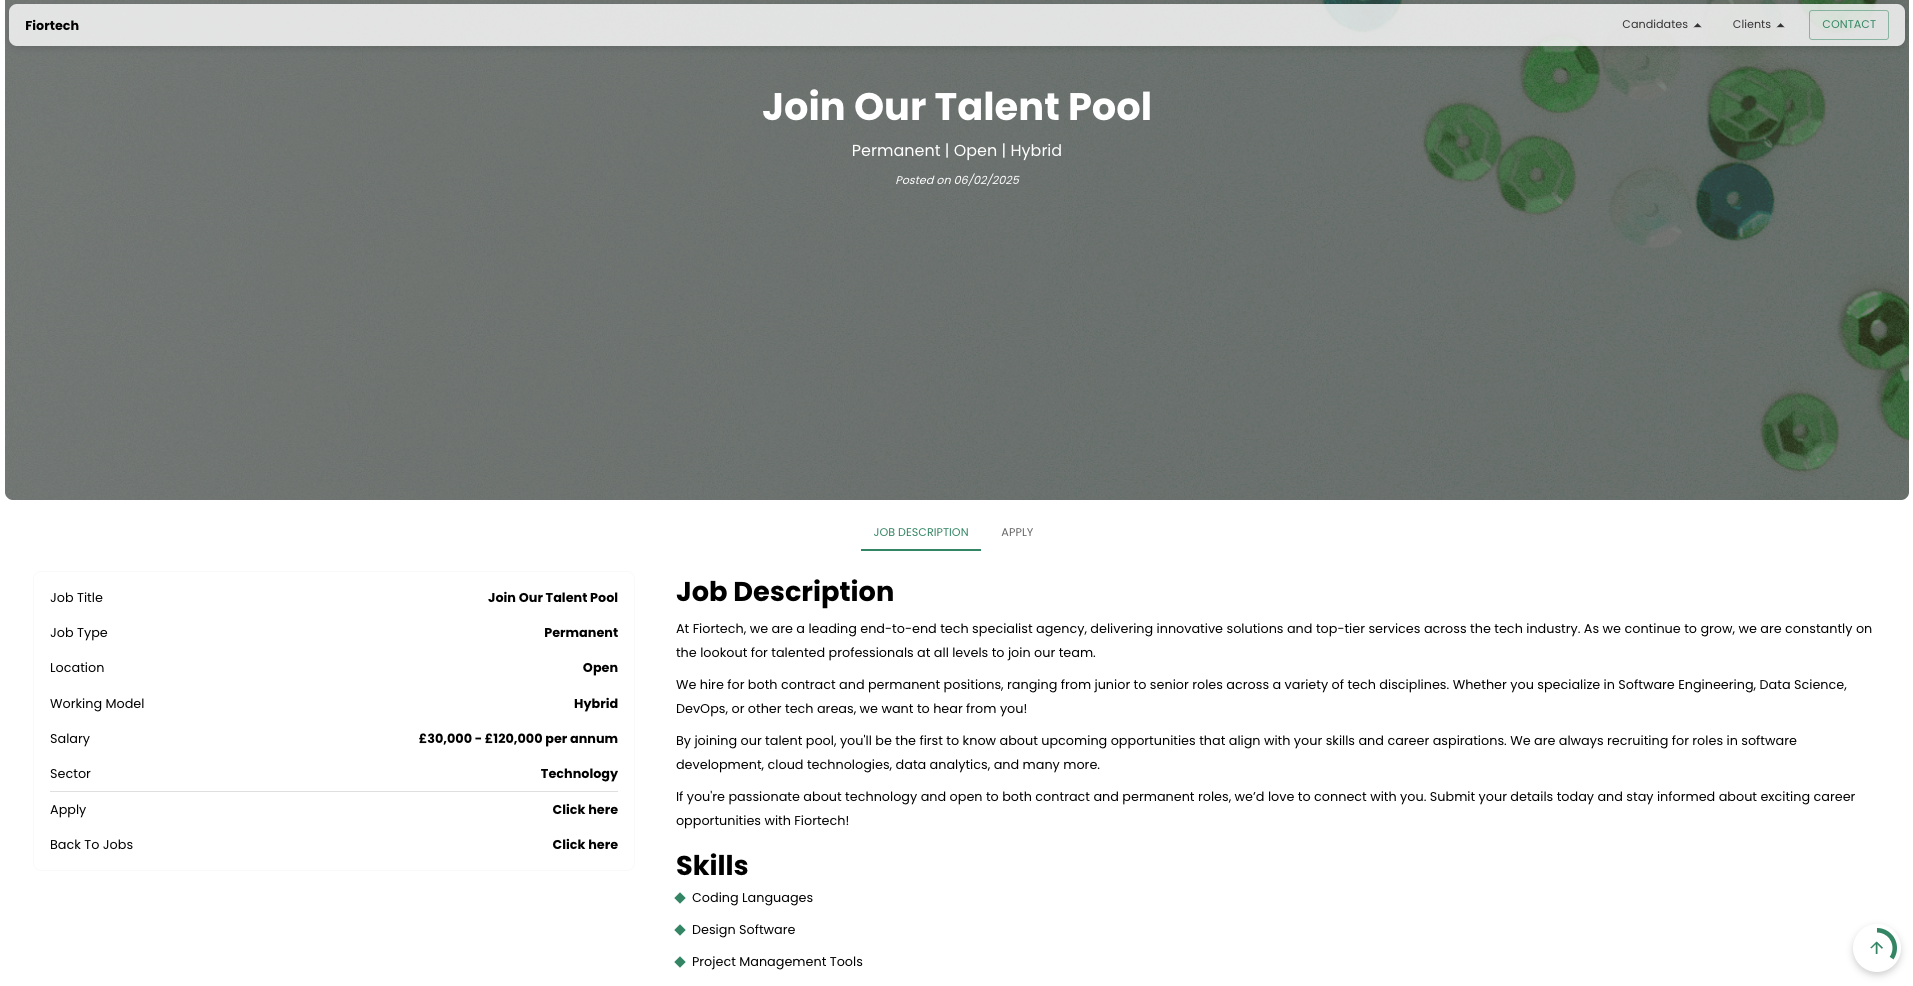 Fiortech
Candidates
Clients
CONTACT
Join Our Talent Pool
Permanent | Open | Hybrid
Posted on 06/02/2025
JOB DESCRIPTION
APPLY
Job Title
Join Our Talent Pool
Job Type
Permanent
Location
Open
Working Model
Hybrid
Salary
£30,000 - £120,000 per annum
Sector
Technology
Apply
Click here
Back To Jobs
Click here
Job Description
At Fiortech, we are a leading end-to-end tech specialist agency, delivering innovative solutions and top-tier services across the tech industry. As we continue to grow, we are constantly on
the lookout for talented professionals at all levels to join our team.
We hire for both contract and permanent positions, ranging from junior to senior roles across a variety of tech disciplines. Whether you specialize in Software Engineering, Data Science,
DevOps, or other tech areas, we want to hear from you!
By joining our talent pool, you'll be the first to know about upcoming opportunities that align with your skills and career aspirations. We are always recruiting for roles in software
development, cloud technologies, data analytics, and many more.
If you're passionate about technology and open to both contract and permanent roles, we’d love to connect with you. Submit your details today and stay informed about exciting career
opportunities with Fiortech!
Skills
Coding Languages
Design Software
Project Management Tools